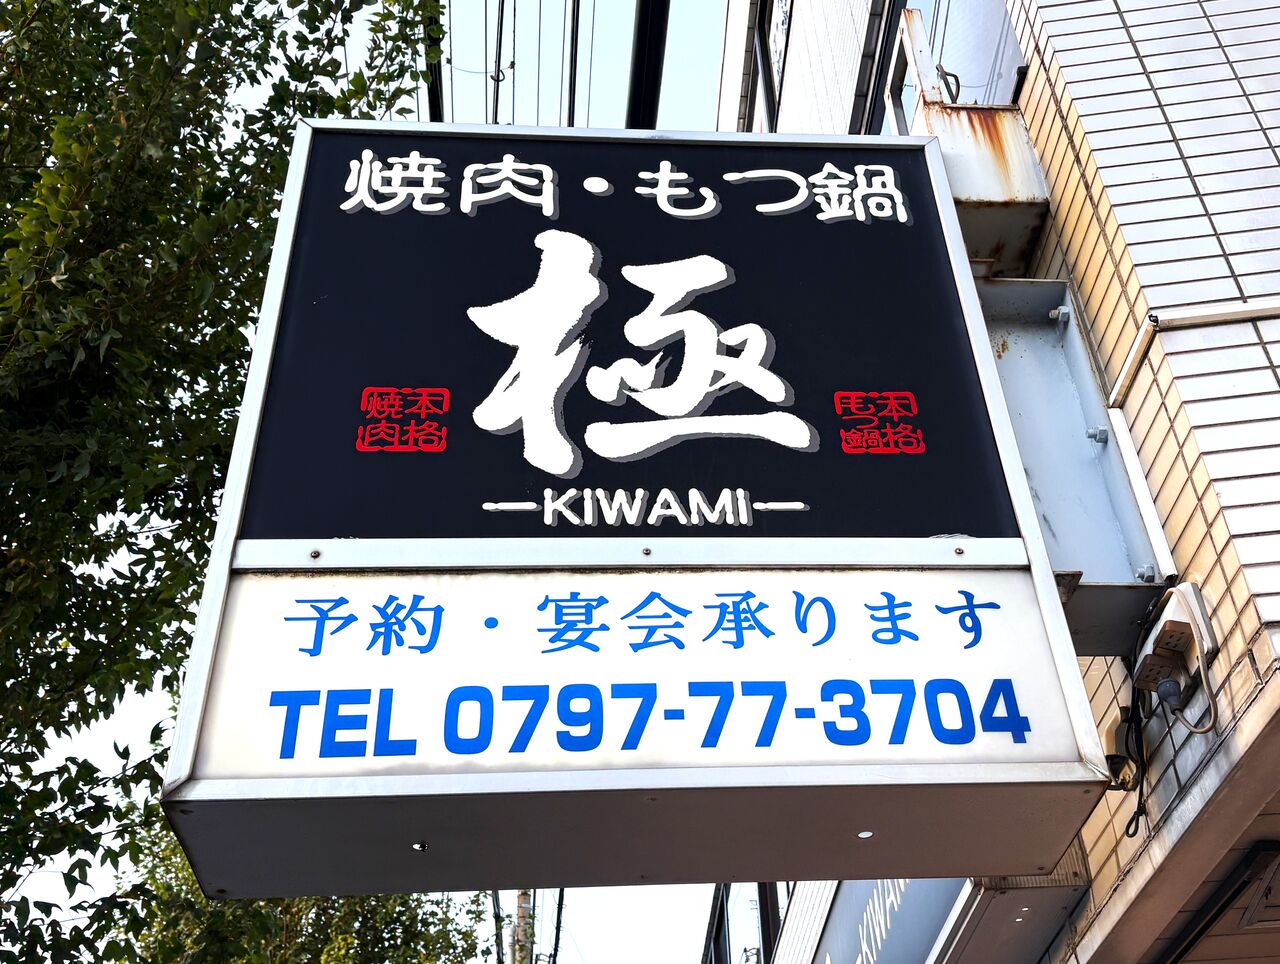 焼肉・もつ鍋
極
本格
焼肉
本格
もつ鍋
—KIWAMI—
予約・宴会承ります
TEL 0797-77-3704
KIWAM